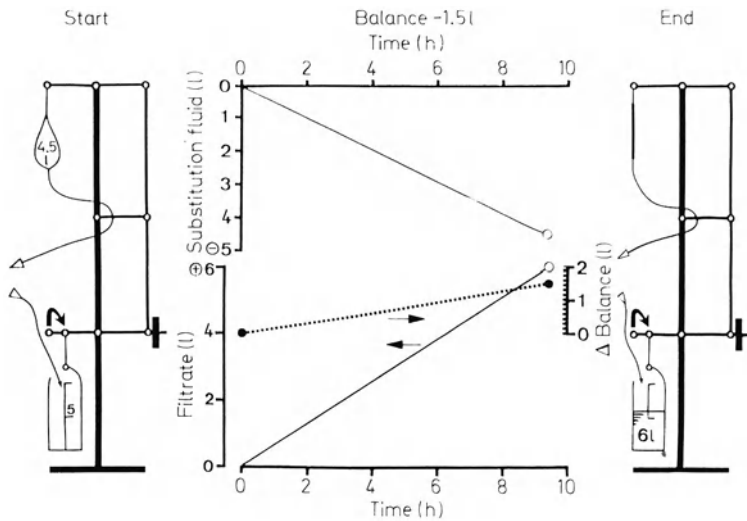 Start
Balance -1.5 l
End
Time (h)
0 2 4 6 8 10
Substitution fluid (l)
0
1
2
3
4
⊖5
4.5
l
⊕6
4
2
0
Filtrate (l)
2
1
0
Δ Balance (l)
5
6l
0 2 4 6 8 10
Time (h)